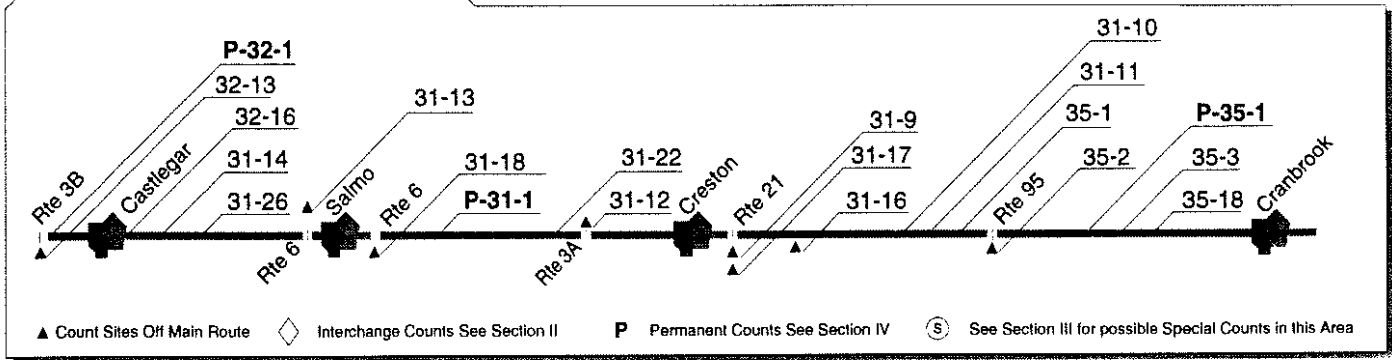 P-32-1
32-13
32-16
31-14
31-26
Rte 3B
Castlegar
Rte 6
31-13
Salmo
Rte 6
31-18
P-31-1
31-22
31-12
Rte 3A
Creston
Rte 21
31-9
31-17
31-16
31-10
31-11
35-1
35-2
Rte 95
P-35-1
35-3
35-18
Cranbrook
▲ Count Sites Off Main Route ◇ Interchange Counts See Section II P Permanent Counts See Section IV Ⓢ See Section III for possible Special Counts in this Area